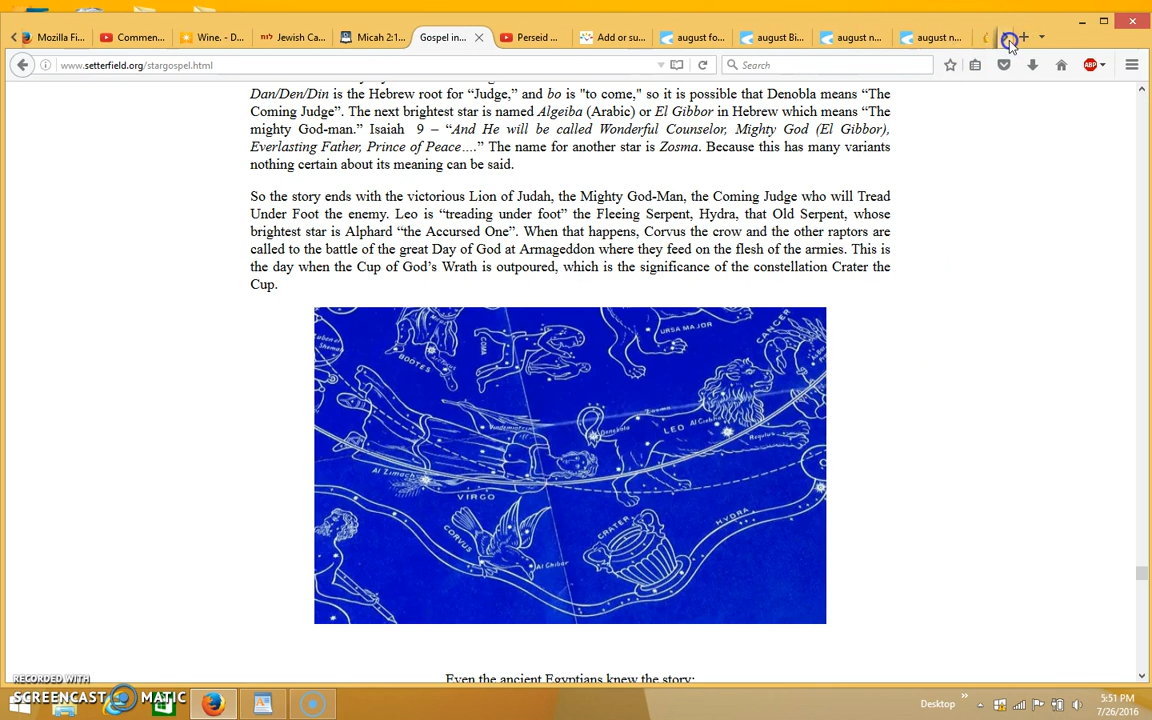 Mozilla Fi...
Commen...
Wine. - D...
Jewish Ca...
Micah 2:1...
Gospel in...
Perseid ...
Add or su...
august fo...
august Bi...
august n...
august n...
www.setterfield.org/stargospel.html
Search
ABP
Dan/Den/Din is the Hebrew root for “Judge,” and bo is "to come," so it is possible that Denobla means “The
Coming Judge”. The next brightest star is named Algeiba (Arabic) or El Gibbor in Hebrew which means “The
mighty God-man.” Isaiah 9 – “And He will be called Wonderful Counselor, Mighty God (El Gibbor),
Everlasting Father, Prince of Peace….” The name for another star is Zosma. Because this has many variants
nothing certain about its meaning can be said.
So the story ends with the victorious Lion of Judah, the Mighty God-Man, the Coming Judge who will Tread
Under Foot the enemy. Leo is “treading under foot” the Fleeing Serpent, Hydra, that Old Serpent, whose
brightest star is Alphard “the Accursed One”. When that happens, Corvus the crow and the other raptors are
called to the battle of the great Day of God at Armageddon where they feed on the flesh of the armies. This is
the day when the Cup of God’s Wrath is outpoured, which is the significance of the constellation Crater the
Cup.
URSA MAJOR
CANCER
COMA
BOOTES
Zosma
Denebola
LEO
Regulus
Vindemiatrix
Al Zimach
VIRGO
CORVUS
Al Ghibar
CRATER
HYDRA
Even the ancient Egyptians knew the story:
RECORDED WITH
SCREENCAST MATIC
Desktop
5:51 PM
7/26/2016